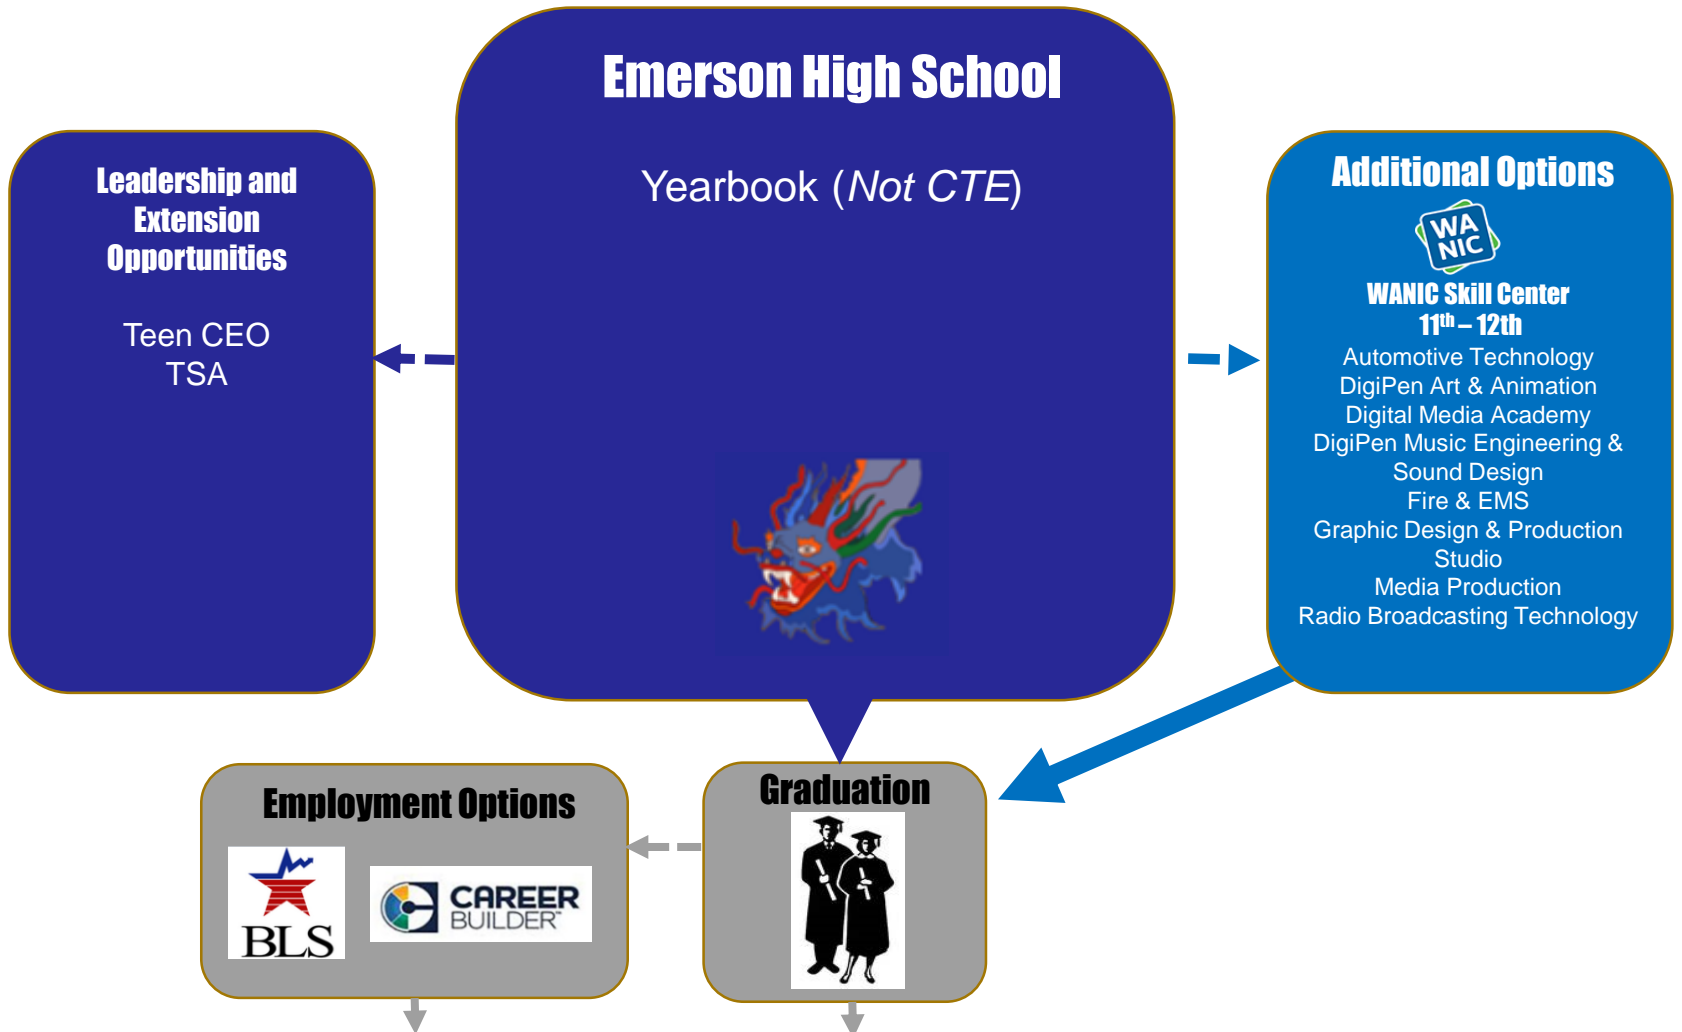 Emerson High School
Yearbook (Not CTE)
Leadership and
Extension
Opportunities
Teen CEO
TSA
Additional Options
WA
NIC
WANIC Skill Center
11th – 12th
Automotive Technology
DigiPen Art & Animation
Digital Media Academy
DigiPen Music Engineering &
Sound Design
Fire & EMS
Graphic Design & Production
Studio
Media Production
Radio Broadcasting Technology
Employment Options
BLS
CAREER
BUILDER™
Graduation